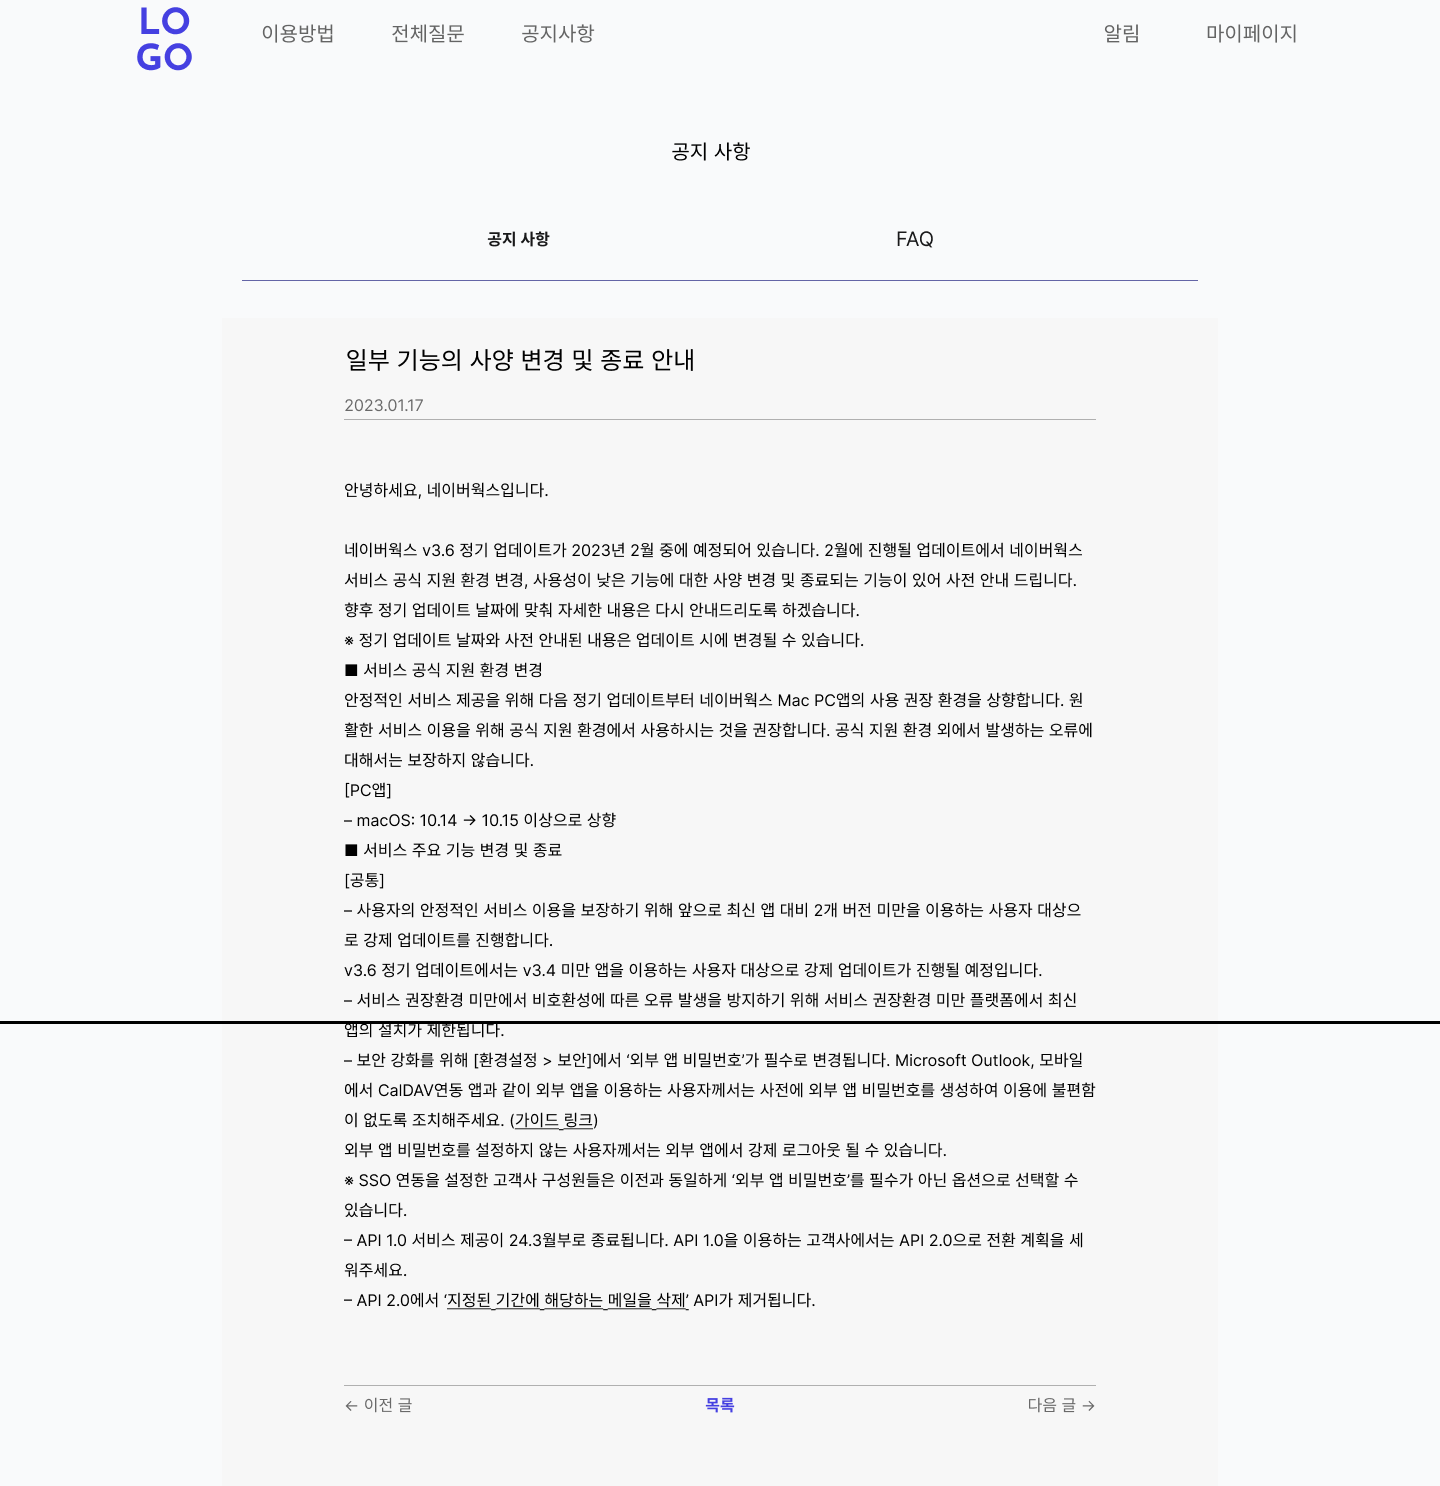 LO
GO
이용방법
전체질문
공지사항
알림
마이페이지
공지 사항
공지 사항
FAQ
일부 기능의 사양 변경 및 종료 안내
2023.01.17
안녕하세요, 네이버웍스입니다.
네이버웍스 v3.6 정기 업데이트가 2023년 2월 중에 예정되어 있습니다. 2월에 진행될 업데이트에서 네이버웍스
서비스 공식 지원 환경 변경, 사용성이 낮은 기능에 대한 사양 변경 및 종료되는 기능이 있어 사전 안내 드립니다.
향후 정기 업데이트 날짜에 맞춰 자세한 내용은 다시 안내드리도록 하겠습니다.
※ 정기 업데이트 날짜와 사전 안내된 내용은 업데이트 시에 변경될 수 있습니다.
■ 서비스 공식 지원 환경 변경
안정적인 서비스 제공을 위해 다음 정기 업데이트부터 네이버웍스 Mac PC앱의 사용 권장 환경을 상향합니다. 원
활한 서비스 이용을 위해 공식 지원 환경에서 사용하시는 것을 권장합니다. 공식 지원 환경 외에서 발생하는 오류에
대해서는 보장하지 않습니다.
[PC앱]
– macOS: 10.14 → 10.15 이상으로 상향
■ 서비스 주요 기능 변경 및 종료
[공통]
– 사용자의 안정적인 서비스 이용을 보장하기 위해 앞으로 최신 앱 대비 2개 버전 미만을 이용하는 사용자 대상으
로 강제 업데이트를 진행합니다.
v3.6 정기 업데이트에서는 v3.4 미만 앱을 이용하는 사용자 대상으로 강제 업데이트가 진행될 예정입니다.
– 서비스 권장환경 미만에서 비호환성에 따른 오류 발생을 방지하기 위해 서비스 권장환경 미만 플랫폼에서 최신
앱의 설치가 제한됩니다.
– 보안 강화를 위해 [환경설정 > 보안]에서 ‘외부 앱 비밀번호’가 필수로 변경됩니다. Microsoft Outlook, 모바일
에서 CalDAV연동 앱과 같이 외부 앱을 이용하는 사용자께서는 사전에 외부 앱 비밀번호를 생성하여 이용에 불편함
이 없도록 조치해주세요. (가이드 링크)
외부 앱 비밀번호를 설정하지 않는 사용자께서는 외부 앱에서 강제 로그아웃 될 수 있습니다.
※ SSO 연동을 설정한 고객사 구성원들은 이전과 동일하게 ‘외부 앱 비밀번호’를 필수가 아닌 옵션으로 선택할 수
있습니다.
– API 1.0 서비스 제공이 24.3월부로 종료됩니다. API 1.0을 이용하는 고객사에서는 API 2.0으로 전환 계획을 세
워주세요.
– API 2.0에서 ‘지정된 기간에 해당하는 메일을 삭제’ API가 제거됩니다.
← 이전 글
목록
다음 글 →